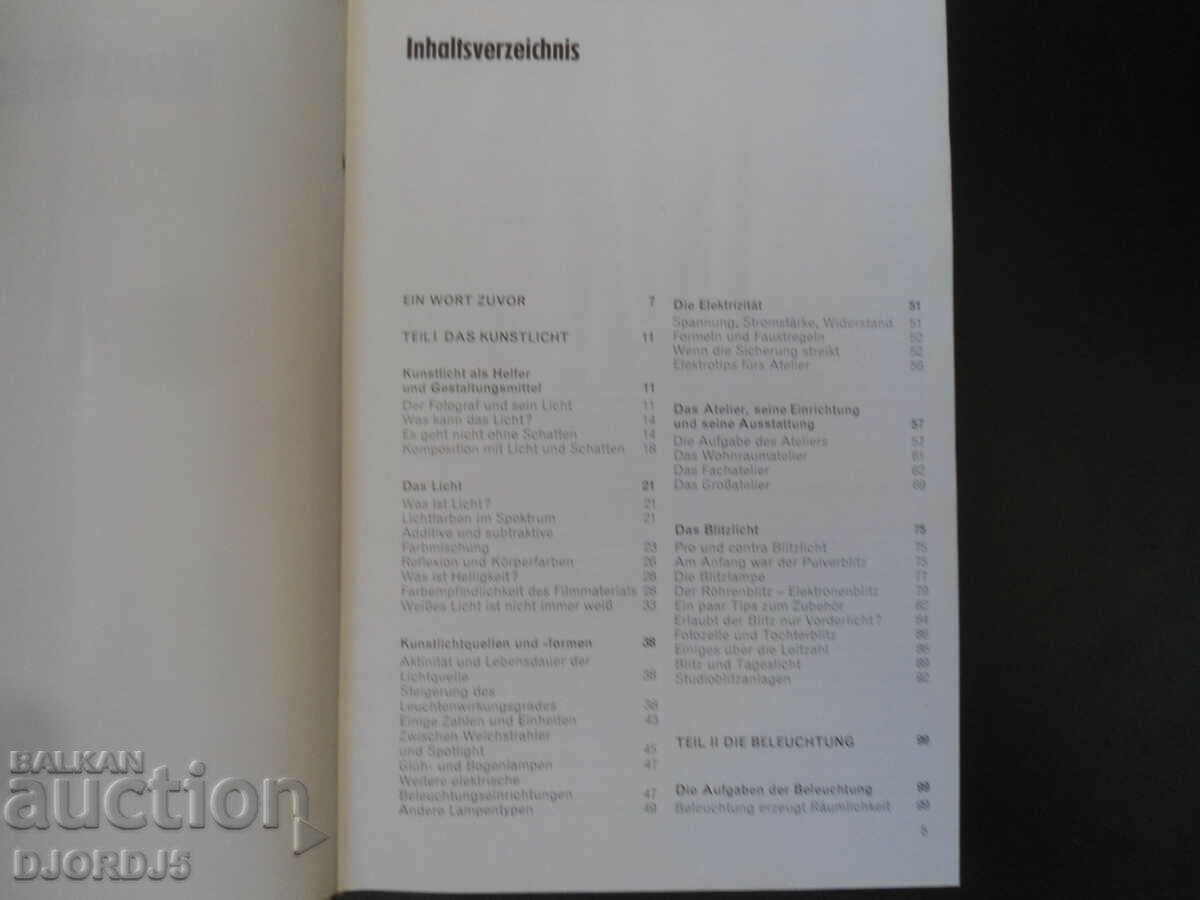 Inhaltsverzeichnis
EIN WORT ZUVOR 7
TEIL I DAS KUNSTLICHT 11
Kunstlicht als Helfer
und Gestaltungsmittel 11
Der Fotograf und sein Licht 11
Was kann das Licht? 14
Es geht nicht ohne Schatten 14
Komposition mit Licht und Schatten 18
Das Licht 21
Was ist Licht? 21
Lichtfarben im Spektrum 21
Additive und subtraktive
Farbmischung 23
Reflexion und Körperfarben 26
Was ist Helligkeit? 28
Farbempfindlichkeit des Filmmaterials 28
Weißes Licht ist nicht immer weiß 33
Kunstlichtquellen und -formen 38
Aktinität und Lebensdauer der
Lichtquelle 38
Steigerung des
Leuchtenwirkungsgrades 38
Einige Zahlen und Einheiten 43
Zwischen Weichstrahler
und Spotlight 45
Glüh- und Bogenlampen 47
Weitere elektrische
Beleuchtungseinrichtungen 47
Andere Lampentypen 49
Die Elektrizität 51
Spannung, Stromstärke, Widerstand 51
Formeln und Faustregeln 52
Wenn die Sicherung streikt 52
Elektrotips fürs Atelier 56
Das Atelier, seine Einrichtung
und seine Ausstattung 57
Die Aufgabe des Ateliers 57
Das Wohnraumatelier 61
Das Fachatelier 62
Das Großatelier 69
Das Blitzlicht 75
Pro und contra Blitzlicht 75
Am Anfang war der Pulverblitz 75
Die Blitzlampe 77
Der Röhrenblitz – Elektronenblitz 79
Ein paar Tips zum Zubehör 82
Erlaubt der Blitz nur Vorderlicht? 84
Fotozelle und Tochterblitz 86
Einiges über die Leitzahl 88
Blitz und Tageslicht 89
Studioblitzanlagen 92
TEIL II DIE BELEUCHTUNG 99
Die Aufgaben der Beleuchtung 99
Beleuchtung erzeugt Räumlichkeit 99
5
BALKAN
auction
DJORDJ5